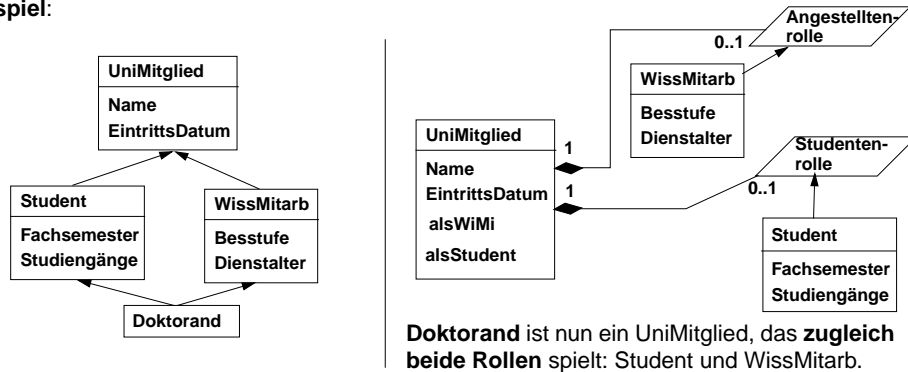 spiel:
UniMitglied
Name
EintrittsDatum
Student
Fachsemester
Studiengänge
WissMitarb
Besstufe
Dienstalter
Doktorand
Angestellten-
rolle
0..1
WissMitarb
Besstufe
Dienstalter
UniMitglied
Name
EintrittsDatum
alsWiMi
alsStudent
1
1
Studenten-
rolle
0..1
Student
Fachsemester
Studiengänge
Doktorand ist nun ein UniMitglied, das zugleich
beide Rollen spielt: Student und WissMitarb.